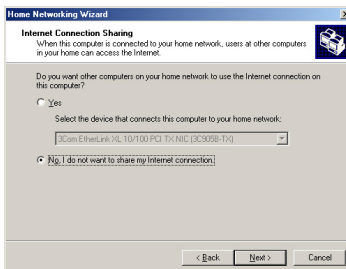 Home Networking Wizard
Internet Connection Sharing
When this computer is connected to your home network, users at other computers
in your home can access the Internet.
Do you want other computers on your home network to use the Internet connection on
this computer?
Yes
Select the device that connects this computer to your home network:
3Com EtherLink XL 10/100 PCI TX NIC (3C905B-TX)
No, I do not want to share my Internet connection.
< Back Next > Cancel